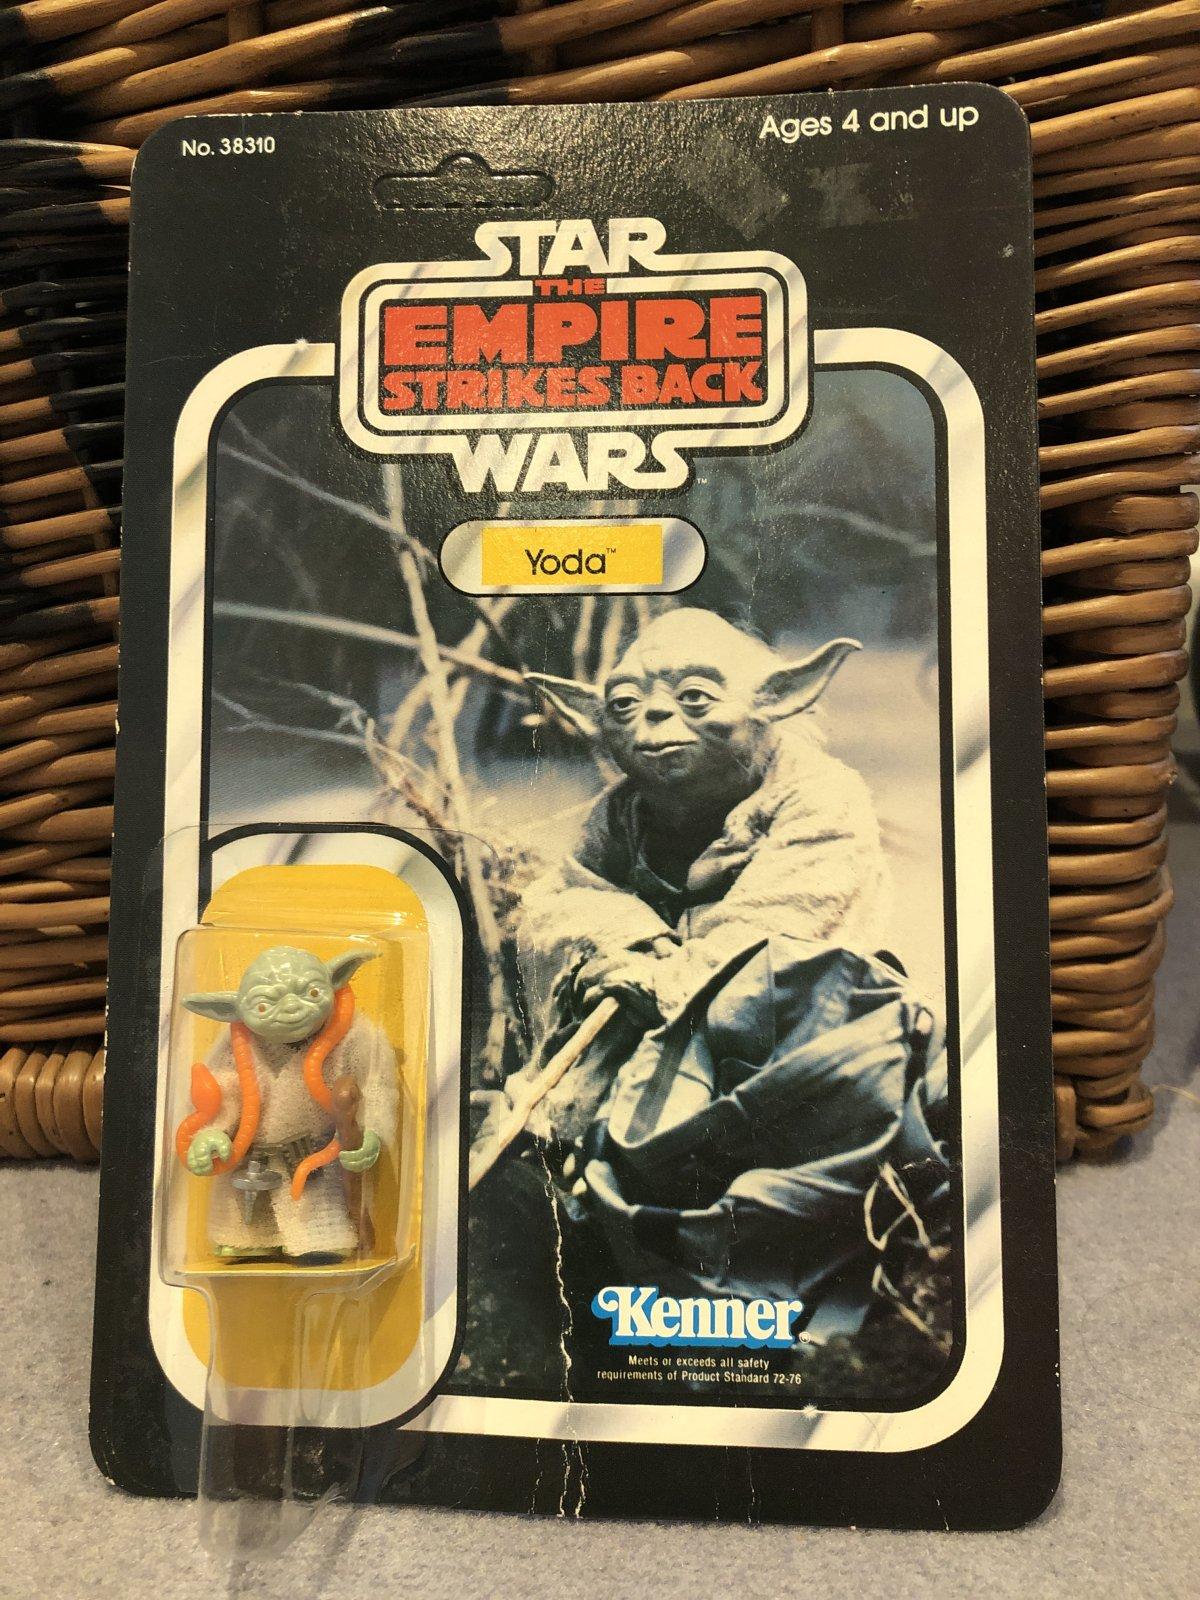 No. 38310
Ages 4 and up
STAR
THE
EMPIRE
STRIKES BACK
WARS™
Yoda™
Kenner®
Meets or exceeds all safety
requirements of Product Standard 72-76